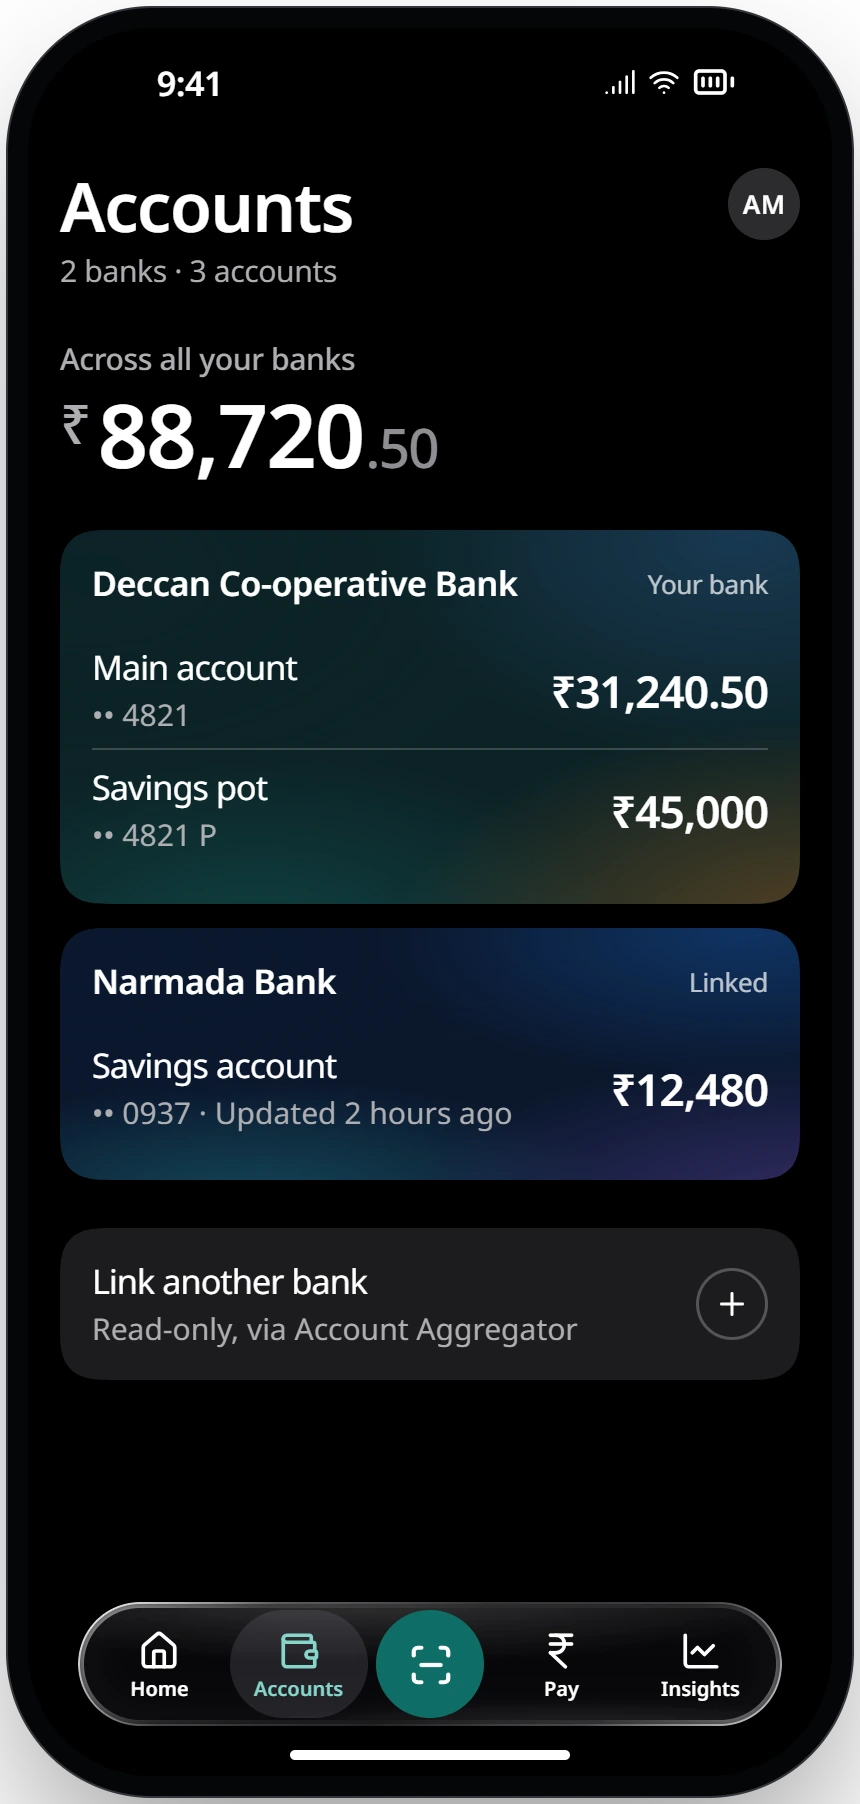 9:41
Accounts
AM
2 banks · 3 accounts
Across all your banks
₹88,720.50
Deccan Co-operative Bank
Your bank
Main account
₹31,240.50
•• 4821
Savings pot
₹45,000
•• 4821 P
Narmada Bank
Linked
Savings account
₹12,480
•• 0937 · Updated 2 hours ago
Link another bank
Read-only, via Account Aggregator
Home
Accounts
₹
Pay
Insights